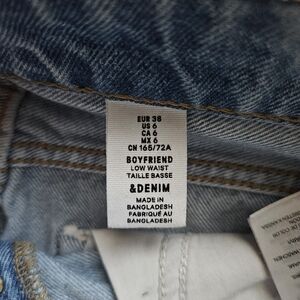 EUR 38
US 6
CA 6
MX 6
CN 165/72A
BOYFRIEND
LOW WAIST
TAILLE BASSE
&DENIM
MADE IN
BANGLADESH
FABRIQUÉ AU
BANGLADESH